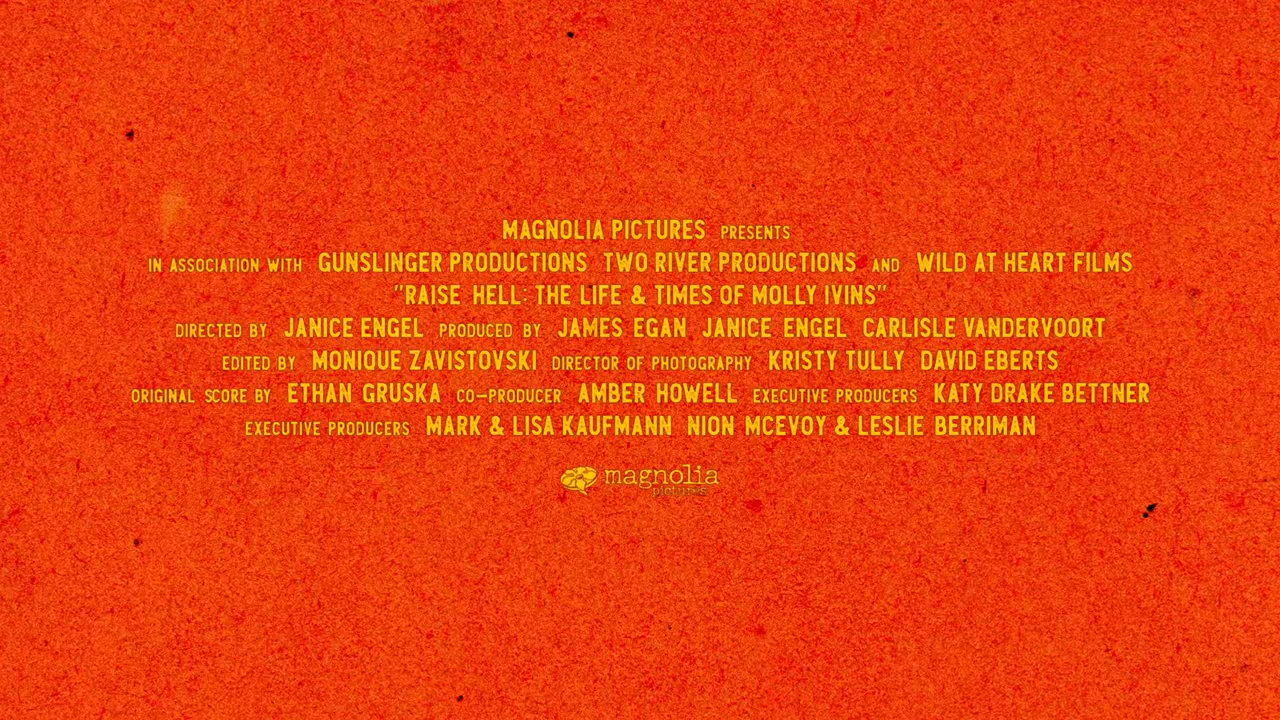 MAGNOLIA PICTURES PRESENTS
IN ASSOCIATION WITH GUNSLINGER PRODUCTIONS TWO RIVER PRODUCTIONS AND WILD AT HEART FILMS
"RAISE HELL: THE LIFE & TIMES OF MOLLY IVINS"
DIRECTED BY JANICE ENGEL PRODUCED BY JAMES EGAN JANICE ENGEL CARLISLE VANDERVOORT
EDITED BY MONIQUE ZAVISTOVSKI DIRECTOR OF PHOTOGRAPHY KRISTY TULLY DAVID EBERTS
ORIGINAL SCORE BY ETHAN GRUSKA CO-PRODUCER AMBER HOWELL EXECUTIVE PRODUCERS KATY DRAKE BETTNER
EXECUTIVE PRODUCERS MARK & LISA KAUFMANN NION MCEVOY & LESLIE BERRIMAN
magnolia
pictures